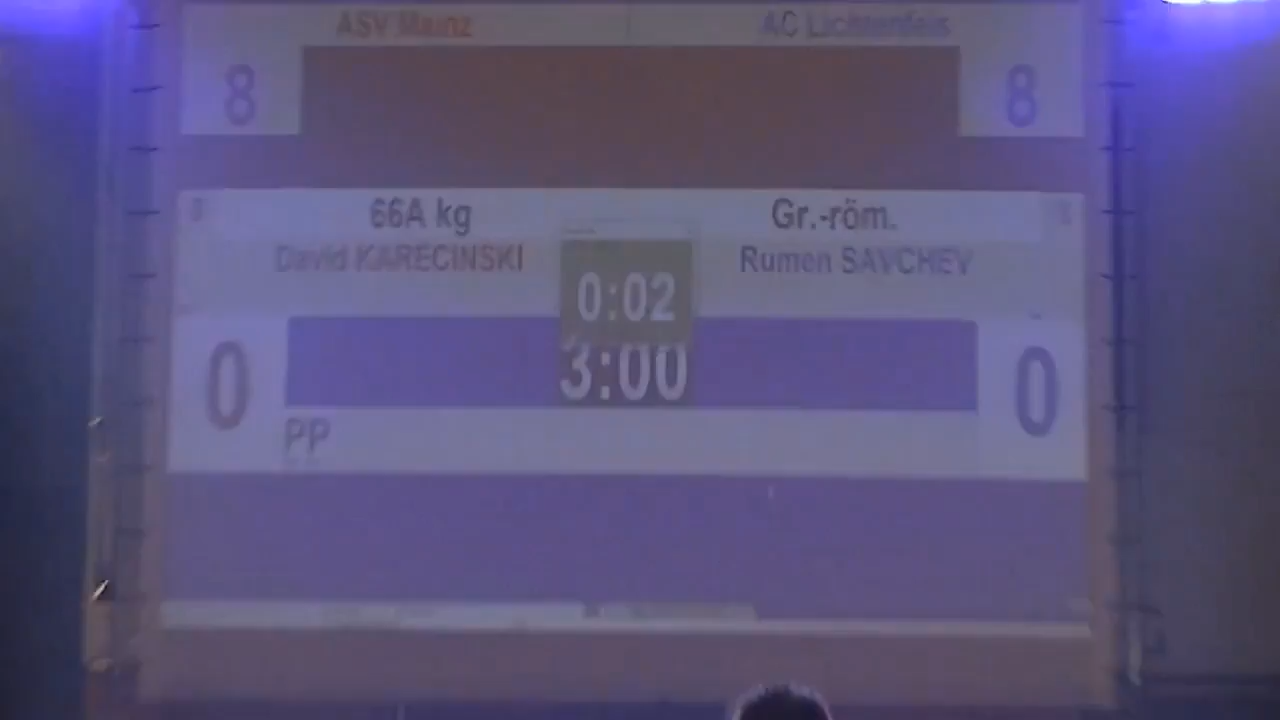 ASV Mainz AC Lichtenfels
8 8
66A kg Gr.-röm.
David KARECINSKI Rumen SAVCHEV
0:02
0 3:00 0
PP